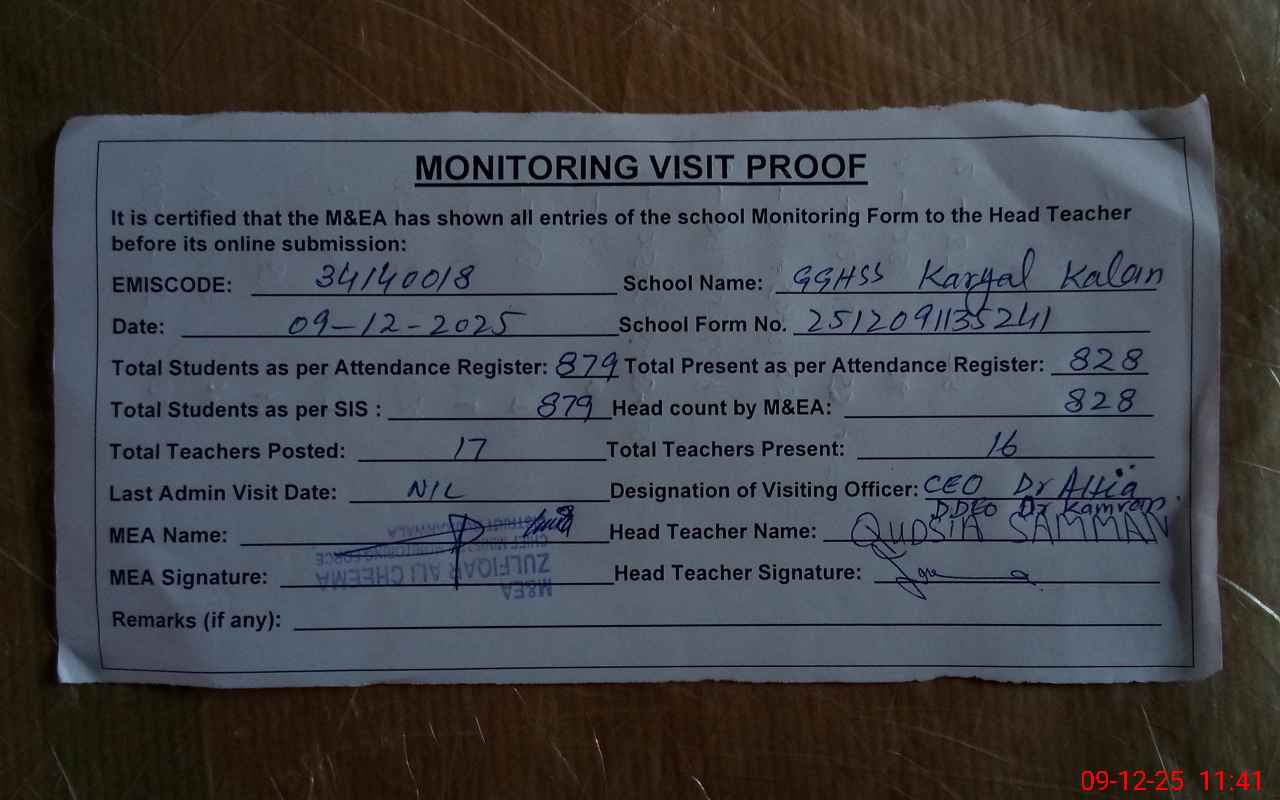 MONITORING VISIT PROOF
It is certified that the M&EA has shown all entries of the school Monitoring Form to the Head Teacher
before its online submission:
EMISCODE: 34140018 School Name: GGHSS Karyal Kalan
Date: 09-12-2025 School Form No. 2512091135241
Total Students as per Attendance Register: 879 Total Present as per Attendance Register: 828
Total Students as per SIS : 879 Head count by M&EA: 828
Total Teachers Posted: 17 Total Teachers Present: 16
Last Admin Visit Date: NIL Designation of Visiting Officer: CEO Dr Attia
DDEO Dr Kamran
MEA Name: Head Teacher Name: QUDSIA SAMMAN
MEA Signature: Head Teacher Signature:
M&EA
ZULFIQAR ALI CHEEMA
CHIEF MINISTER MONITORING FORCE
Remarks (if any):
09-12-25 11:41